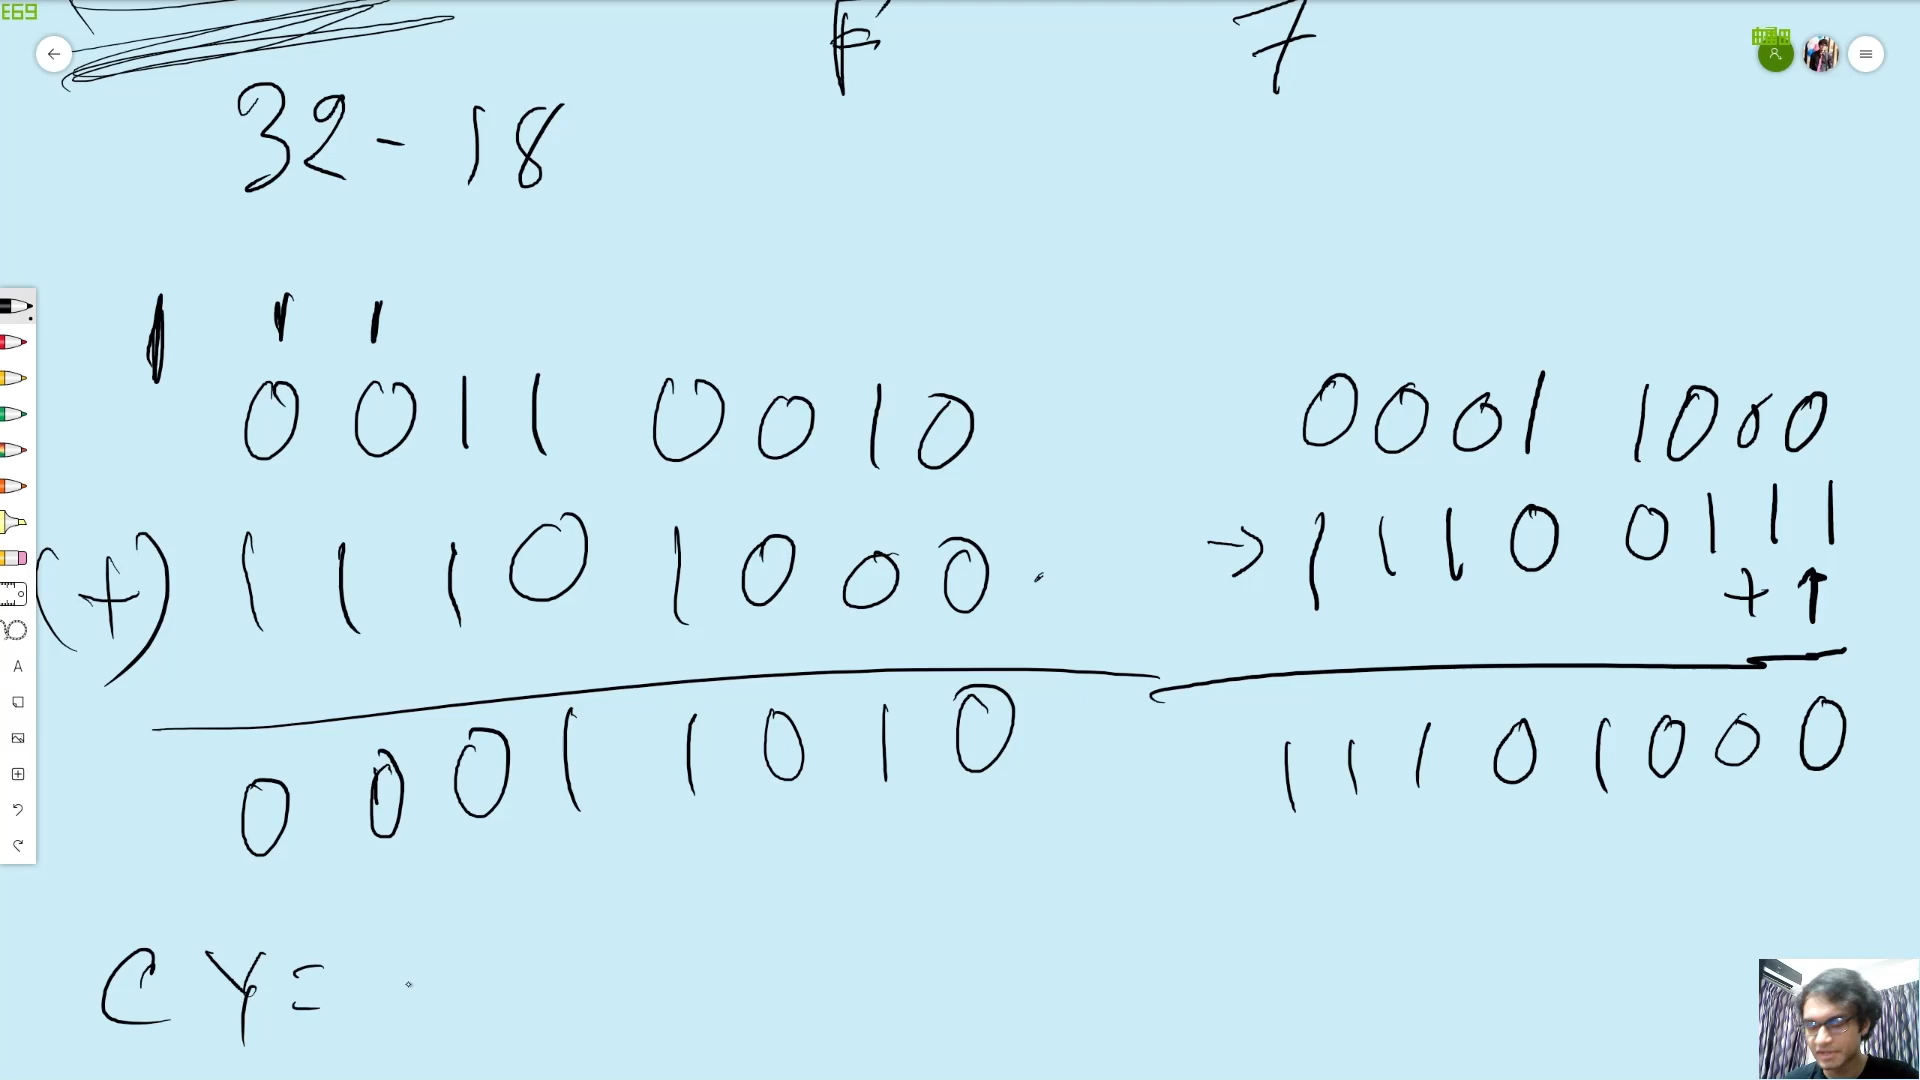 E69
F 7
32 - 18
1 1 1
0 0 1 1 0 0 1 0
(+) 1 1 1 0 1 0 0 0 .
0 0 0 1 1 0 1 0
C Y =
0 0 0 1 1 0 0 0
→ 1 1 1 0 0 1 1 1
+ 1
1 1 1 0 1 0 0 0
A